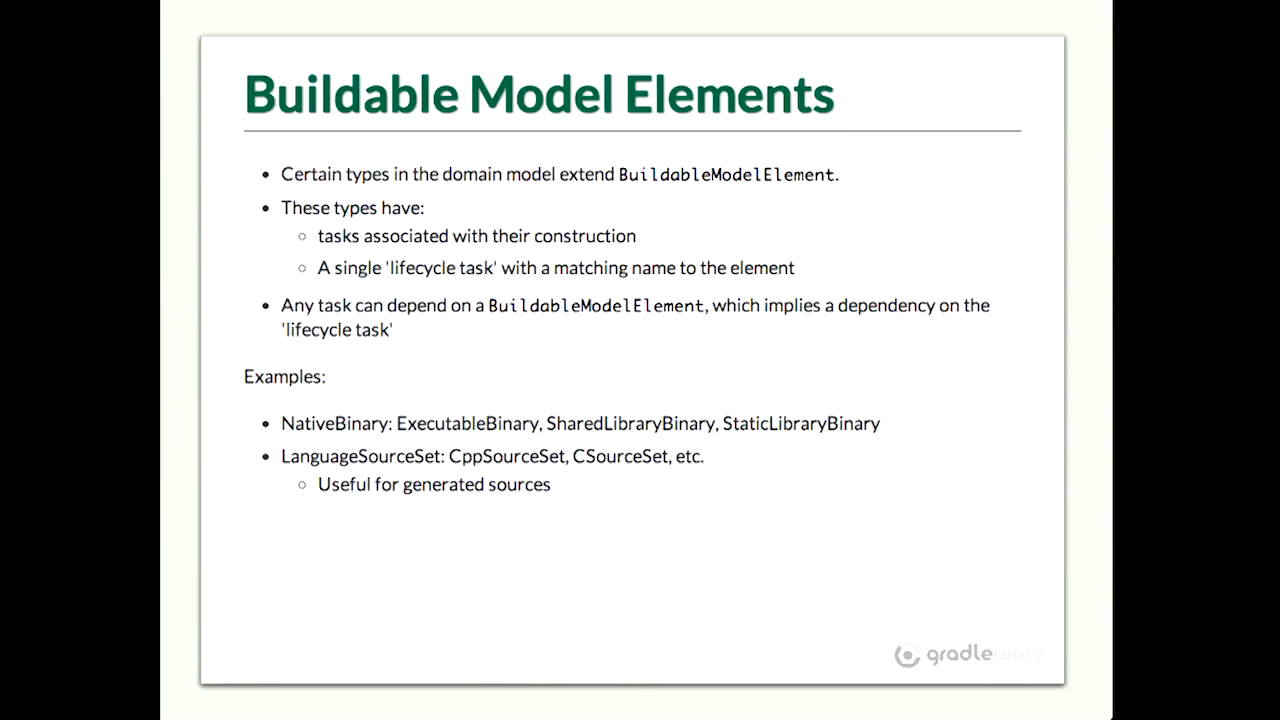 Buildable Model Elements
• Certain types in the domain model extend BuildableModelElement.
• These types have:
◦ tasks associated with their construction
◦ A single 'lifecycle task' with a matching name to the element
• Any task can depend on a BuildableModelElement, which implies a dependency on the
'lifecycle task'
Examples:
• NativeBinary: ExecutableBinary, SharedLibraryBinary, StaticLibraryBinary
• LanguageSourceSet: CppSourceSet, CSourceSet, etc.
◦ Useful for generated sources
gradleware